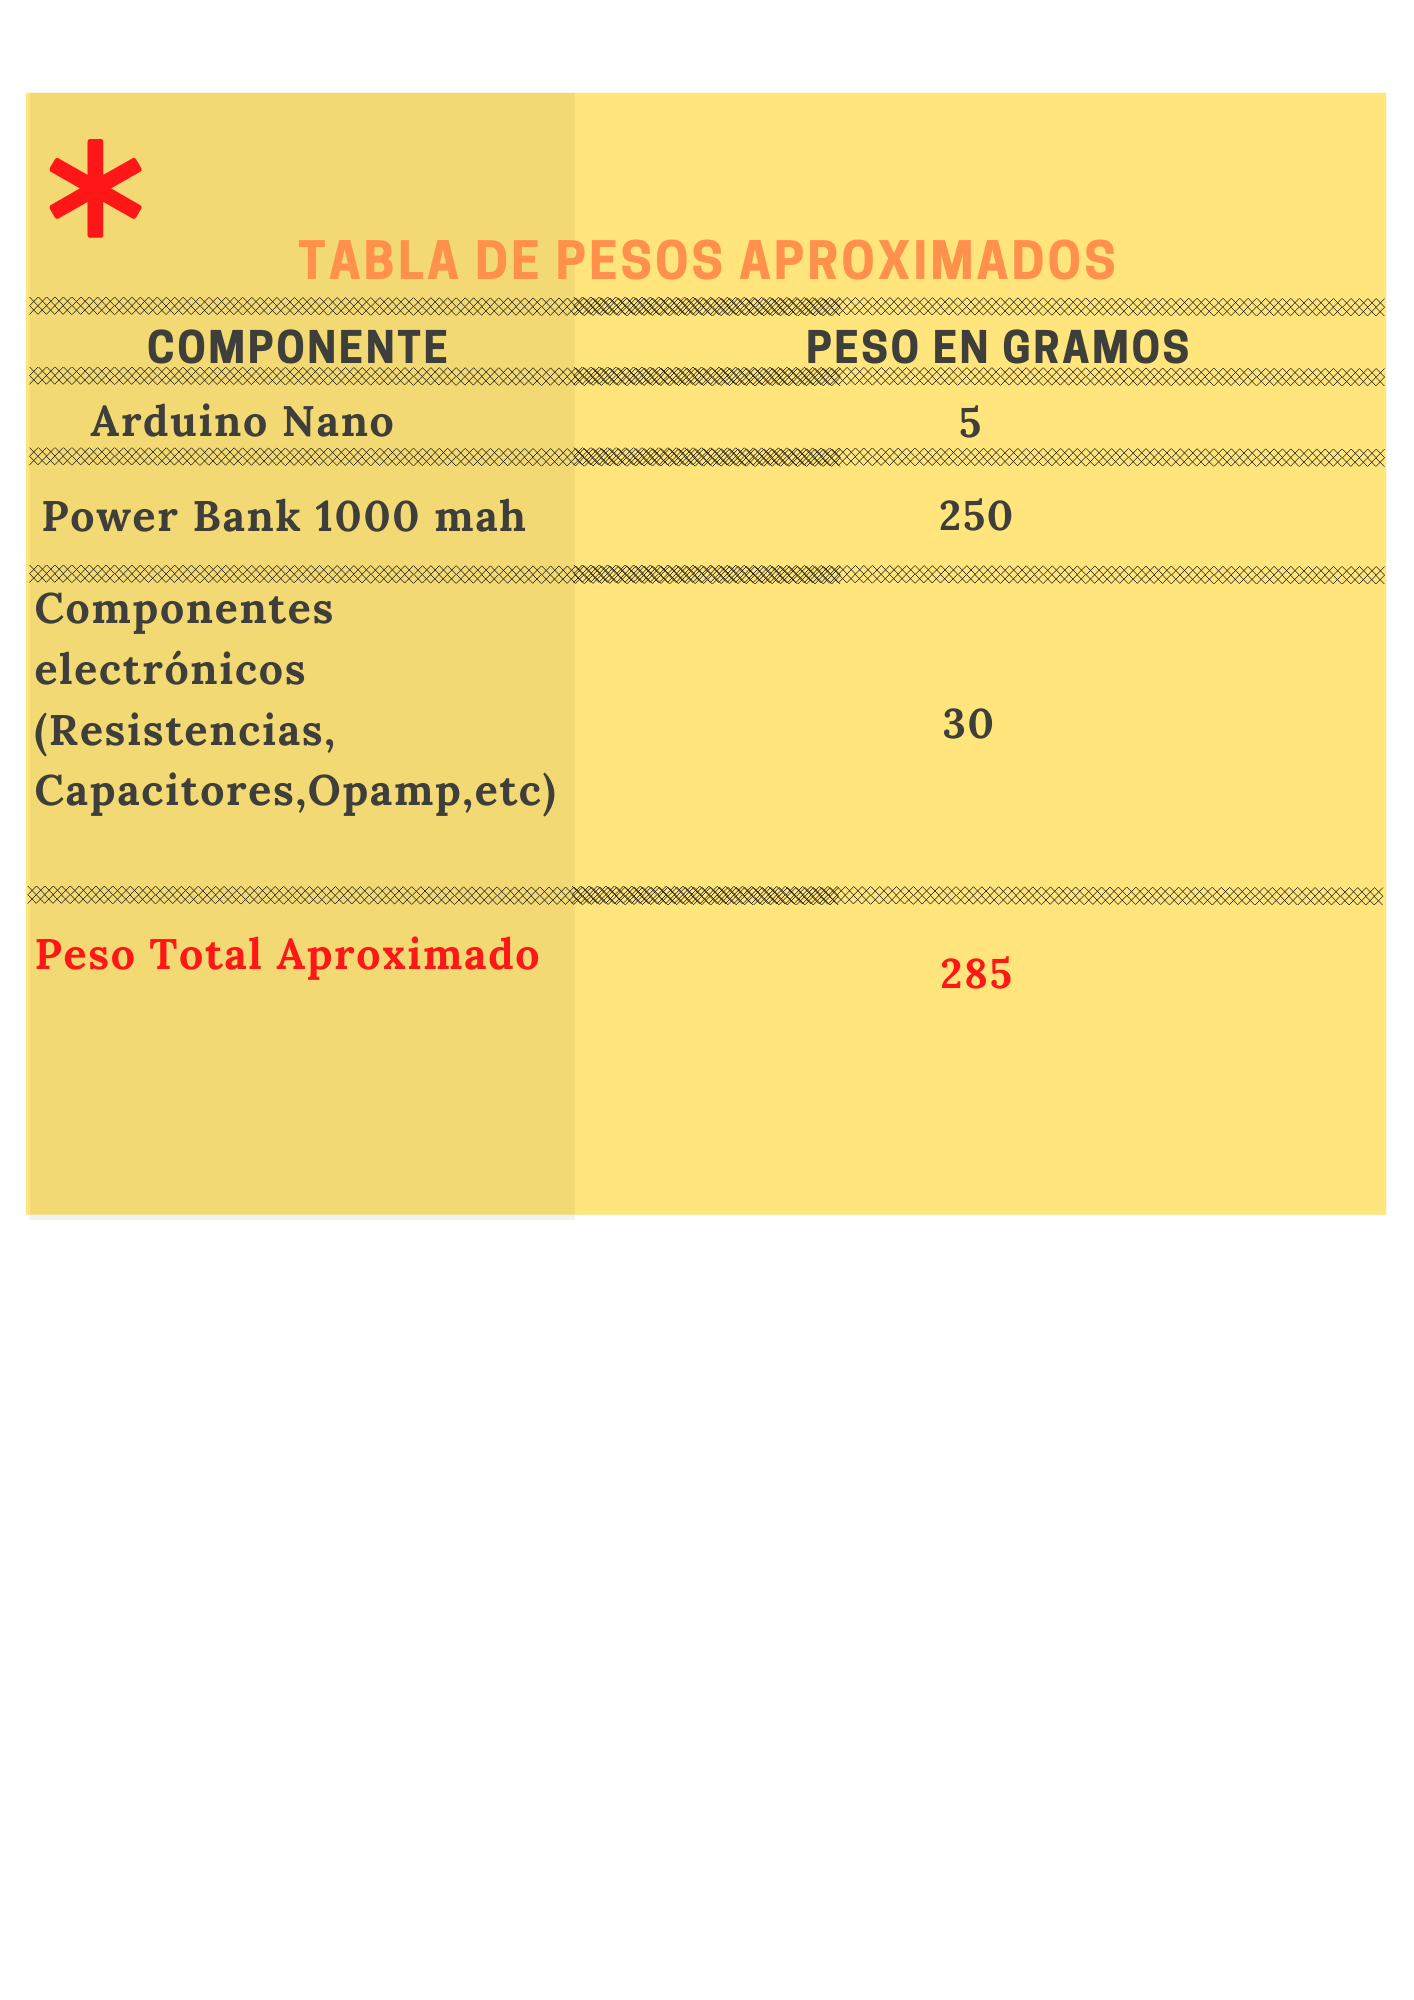 TABLA DE PESOS APROXIMADOS
COMPONENTE PESO EN GRAMOS
Arduino Nano 5
Power Bank 1000 mah 250
Componentes
electrónicos
(Resistencias, 30
Capacitores,Opamp,etc)
Peso Total Aproximado 285